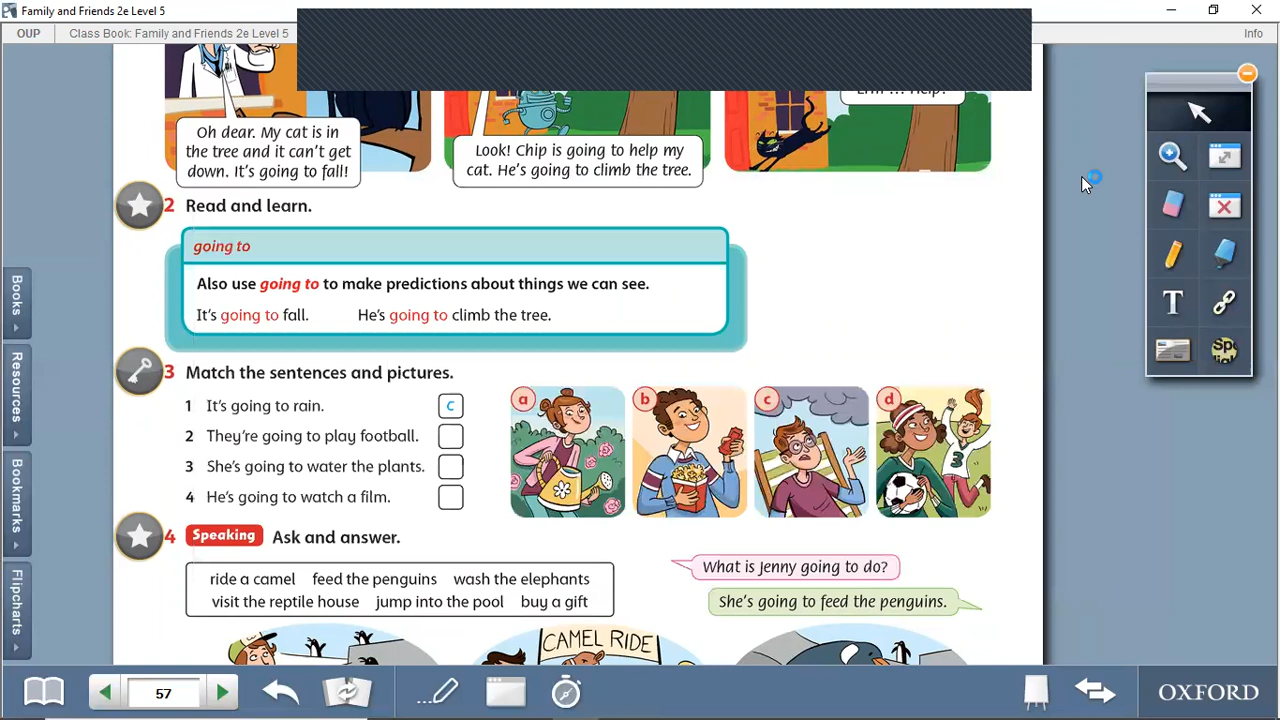 Family and Friends 2e Level 5
OUP
Class Book: Family and Friends 2e Level 5
Info
Oh dear. My cat is in
the tree and it can't get
down. It's going to fall!
Look! Chip is going to help my
cat. He's going to climb the tree.
2 Read and learn.
going to
Also use going to to make predictions about things we can see.
It's going to fall. He's going to climb the tree.
3 Match the sentences and pictures.
1 It's going to rain. c
2 They're going to play football.
3 She's going to water the plants.
4 He's going to watch a film.
a
b
c
d
3
4 Speaking Ask and answer.
ride a camel feed the penguins wash the elephants
visit the reptile house jump into the pool buy a gift
What is Jenny going to do?
She's going to feed the penguins.
CAMEL RIDE
Books
Resources
Bookmarks
Flipcharts
T
57
OXFORD